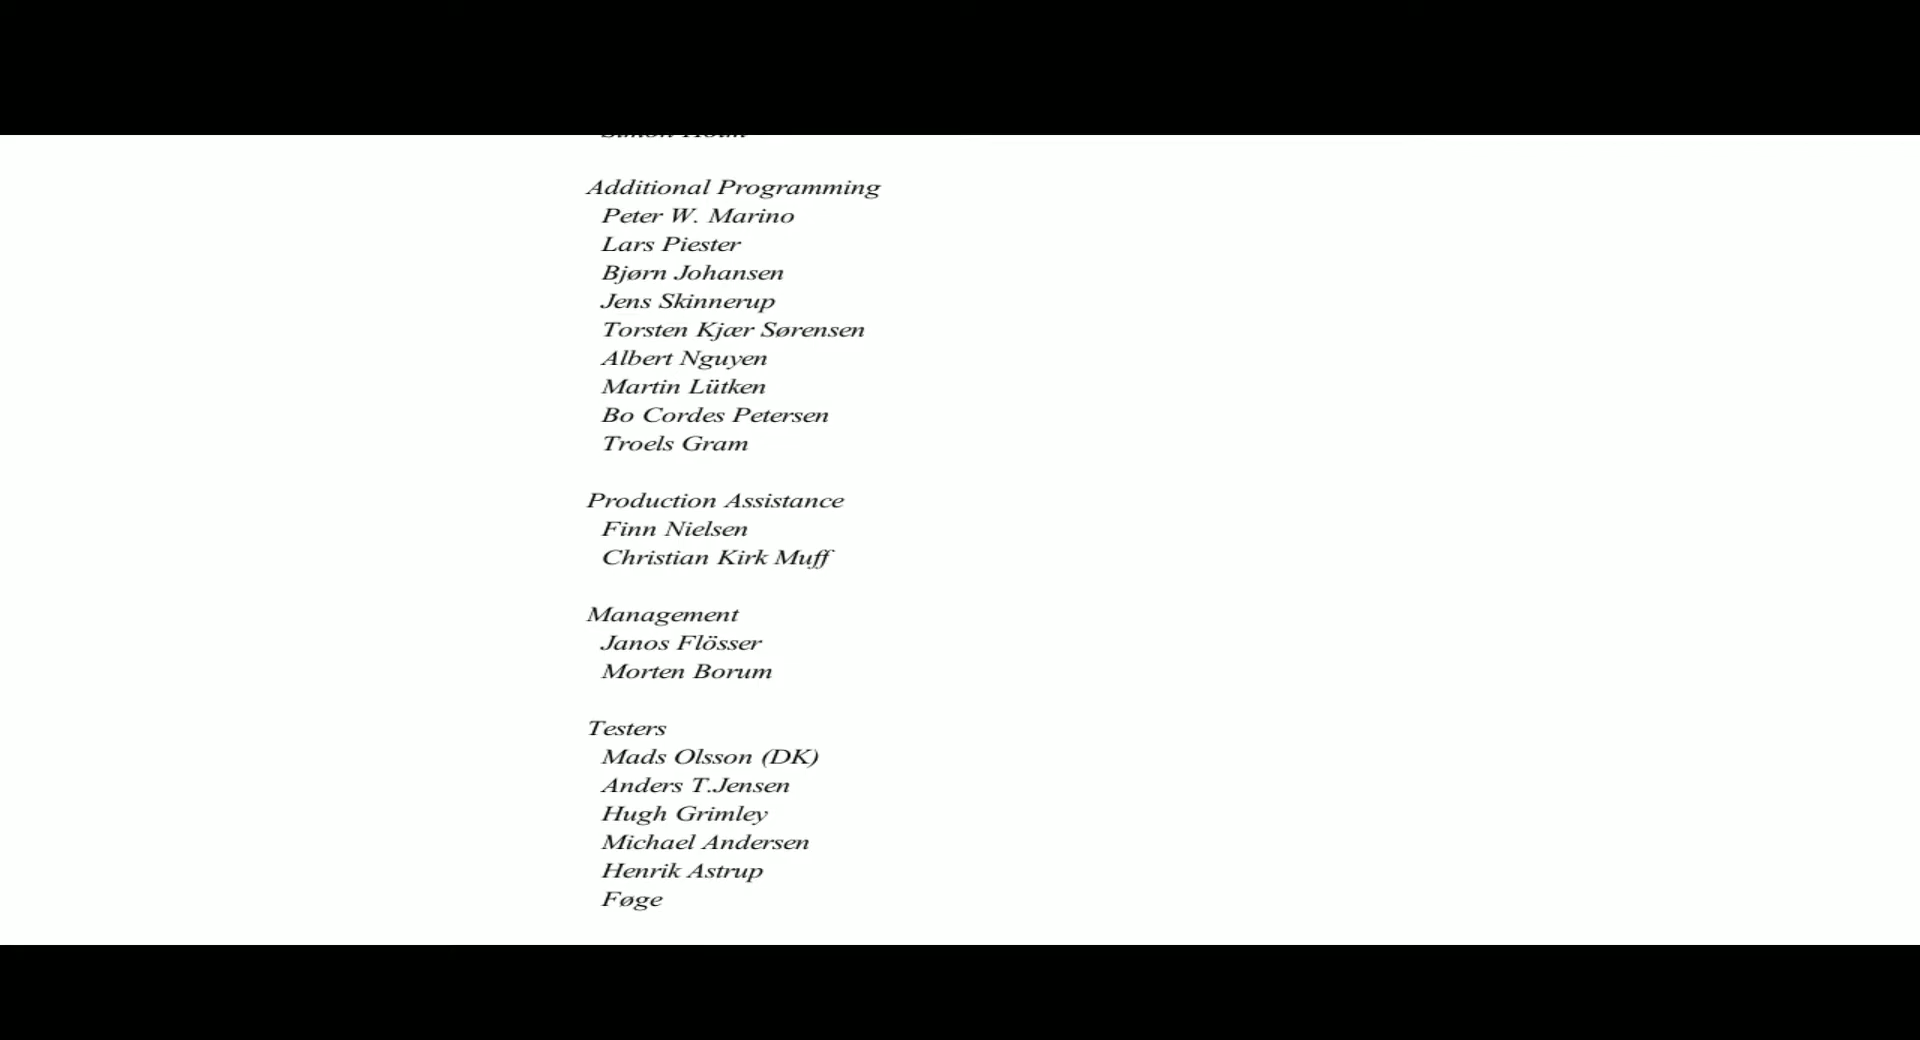 Additional Programming
Peter W. Marino
Lars Piester
Bjørn Johansen
Jens Skinnerup
Torsten Kjær Sørensen
Albert Nguyen
Martin Lütken
Bo Cordes Petersen
Troels Gram
Production Assistance
Finn Nielsen
Christian Kirk Muff
Management
Janos Flösser
Morten Borum
Testers
Mads Olsson (DK)
Anders T.Jensen
Hugh Grimley
Michael Andersen
Henrik Astrup
Føge